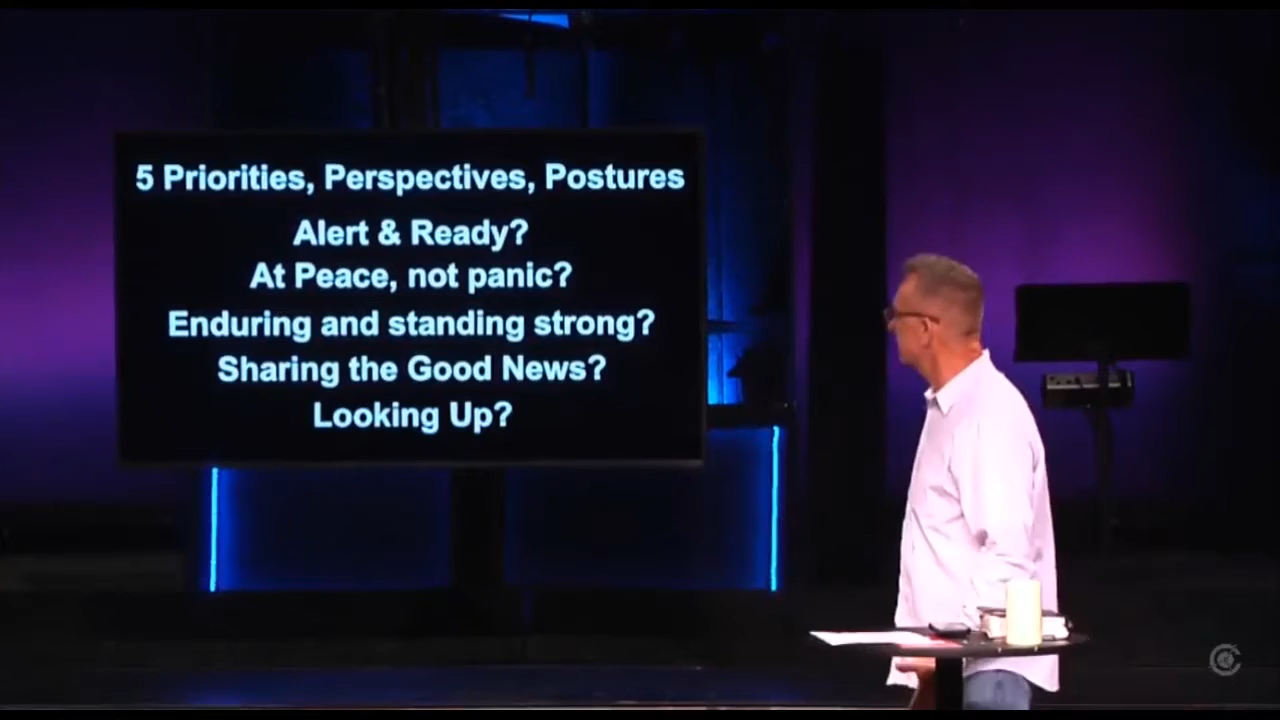 5 Priorities, Perspectives, Postures
Alert & Ready?
At Peace, not panic?
Enduring and standing strong?
Sharing the Good News?
Looking Up?